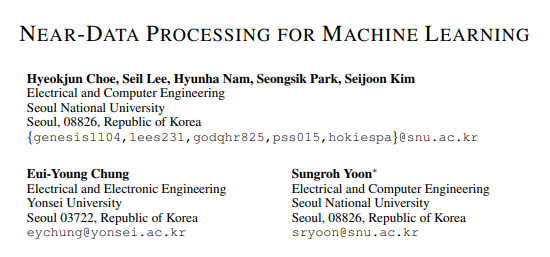 NEAR-DATA PROCESSING FOR MACHINE LEARNING
Hyeokjun Choe, Seil Lee, Hyunha Nam, Seongsik Park, Seijoon Kim
Electrical and Computer Engineering
Seoul National University
Seoul, 08826, Republic of Korea
{genesis1104,lees231,godqhr825,pss015,hokiespa}@snu.ac.kr
Eui-Young Chung
Electrical and Electronic Engineering
Yonsei University
Seoul 03722, Republic of Korea
eychung@yonsei.ac.kr
Sungroh Yoon*
Electrical and Computer Engineering
Seoul National University
Seoul, 08826, Republic of Korea
sryoon@snu.ac.kr